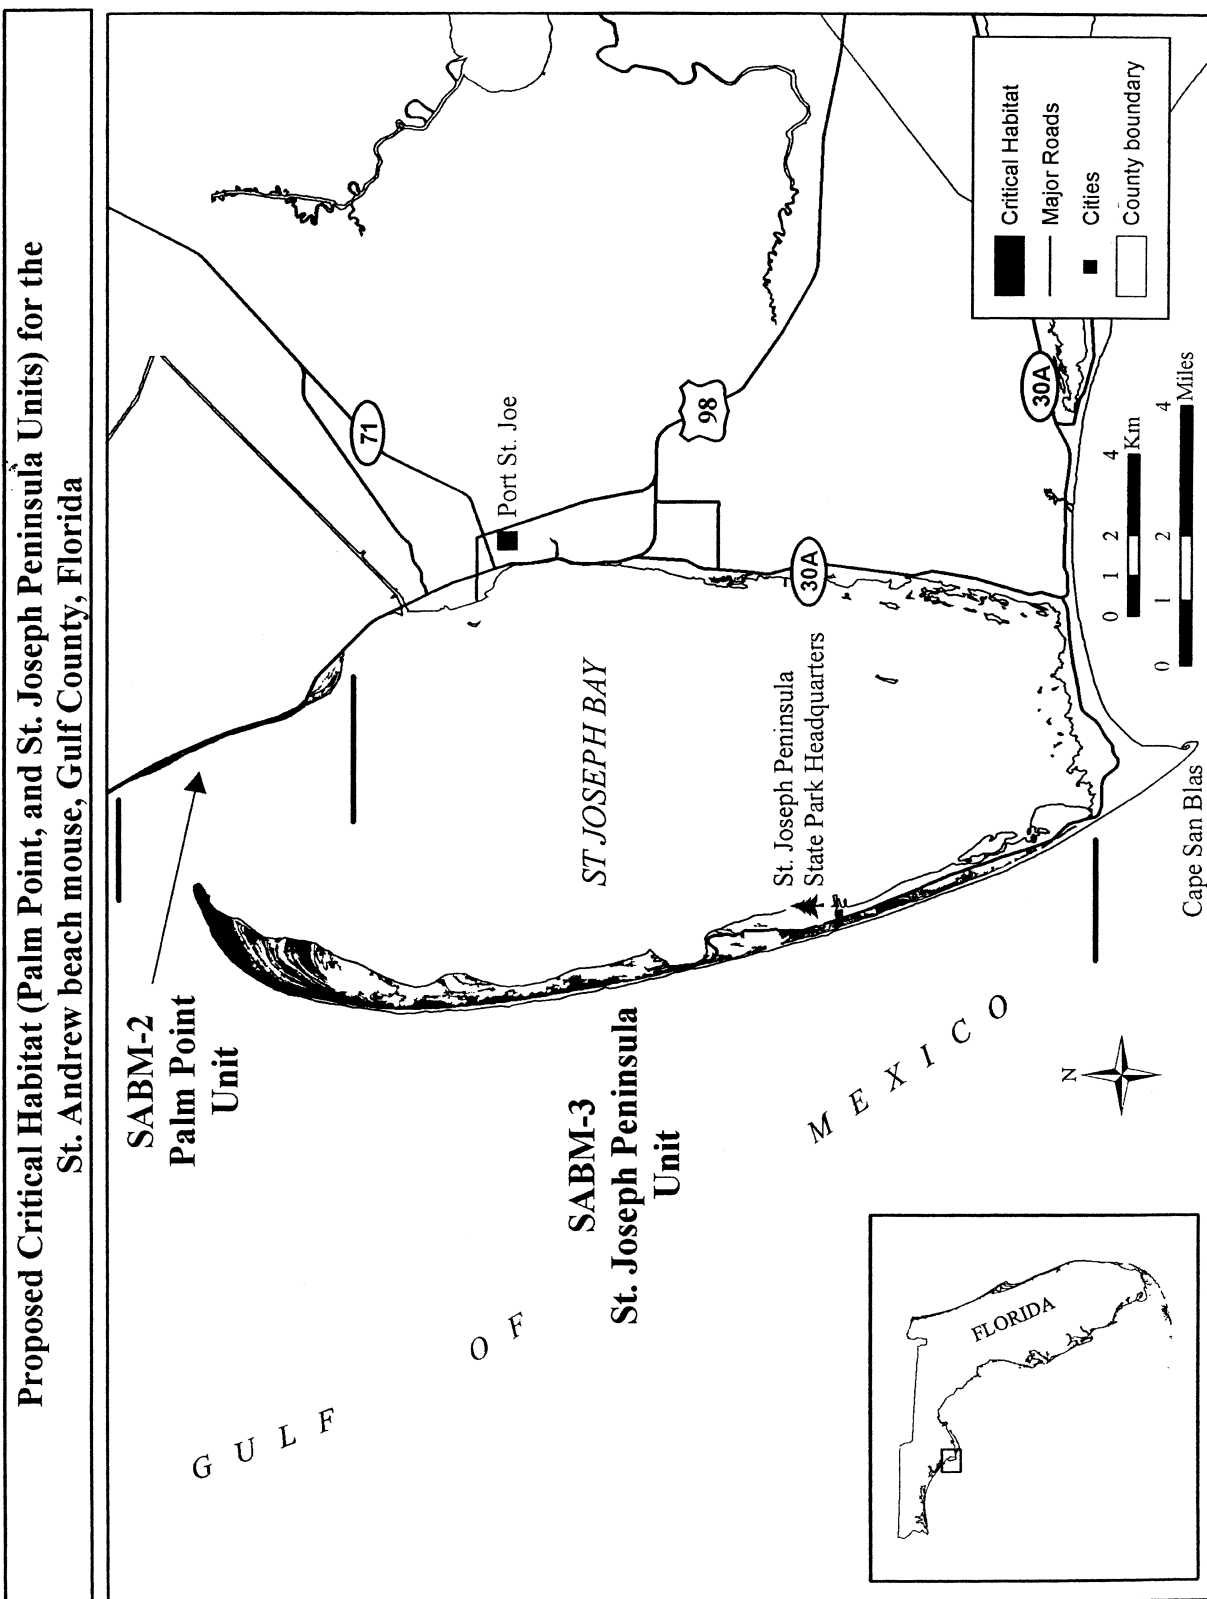 Proposed Critical Habitat (Palm Point, and St. Joseph Peninsula Units) for the
St. Andrew beach mouse, Gulf County, Florida
SABM-2
Palm Point
Unit
SABM-3
St. Joseph Peninsula
Unit
GULF OF MEXICO
ST JOSEPH BAY
St. Joseph Peninsula
State Park Headquarters
Port St. Joe
71
98
30A
30A
Cape San Blas
N
FLORIDA
Critical Habitat
Major Roads
Cities
County boundary
0 1 2 4
Km
0 1 2 4
Miles